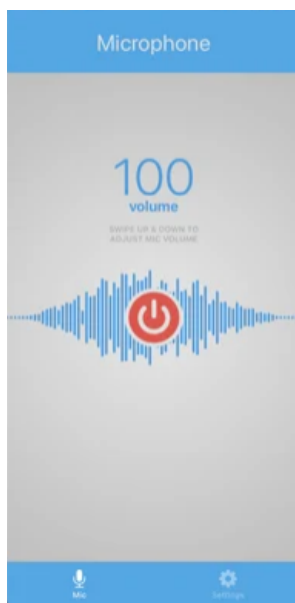 Microphone
100
volume
SWIPE UP & DOWN TO
ADJUST MIC VOLUME
Mic
Settings